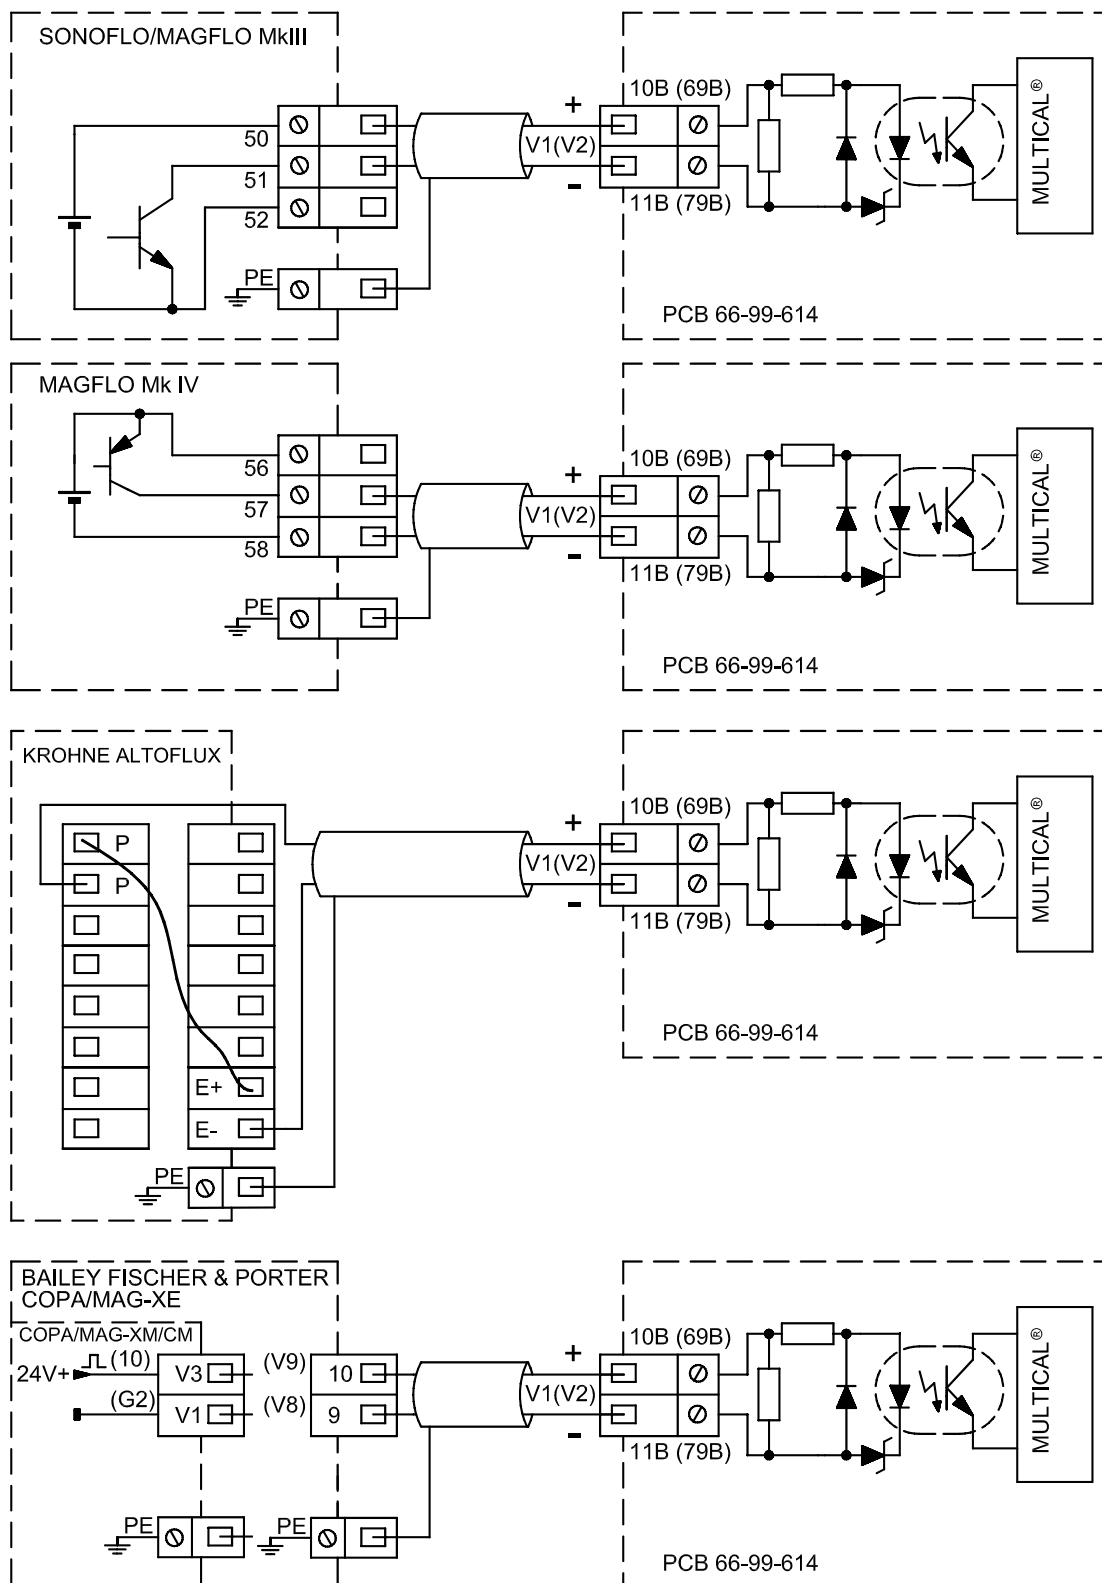 SONOFLO/MAGFLO MkIII
50
51
52
PE
+
V1(V2)
-
10B (69B)
11B (79B)
MULTICAL®
PCB 66-99-614
MAGFLO Mk IV
56
57
58
PE
+
V1(V2)
-
10B (69B)
11B (79B)
MULTICAL®
PCB 66-99-614
KROHNE ALTOFLUX
P
P
E+
E-
PE
+
V1(V2)
-
10B (69B)
11B (79B)
MULTICAL®
PCB 66-99-614
BAILEY FISCHER & PORTER
COPA/MAG-XE
COPA/MAG-XM/CM
24V+ (10) V3 (V9) 10
(G2) V1 (V8) 9
PE
PE
+
V1(V2)
-
10B (69B)
11B (79B)
MULTICAL®
PCB 66-99-614